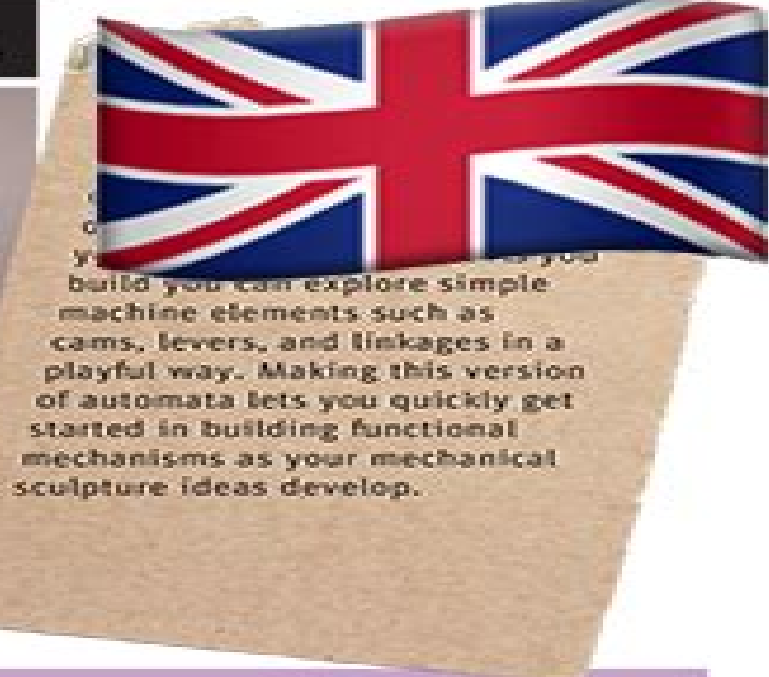 you
build you can explore simple
machine elements such as
cams, levers, and linkages in a
playful way. Making this version
of automata lets you quickly get
started in building functional
mechanisms as your mechanical
sculpture ideas develop.